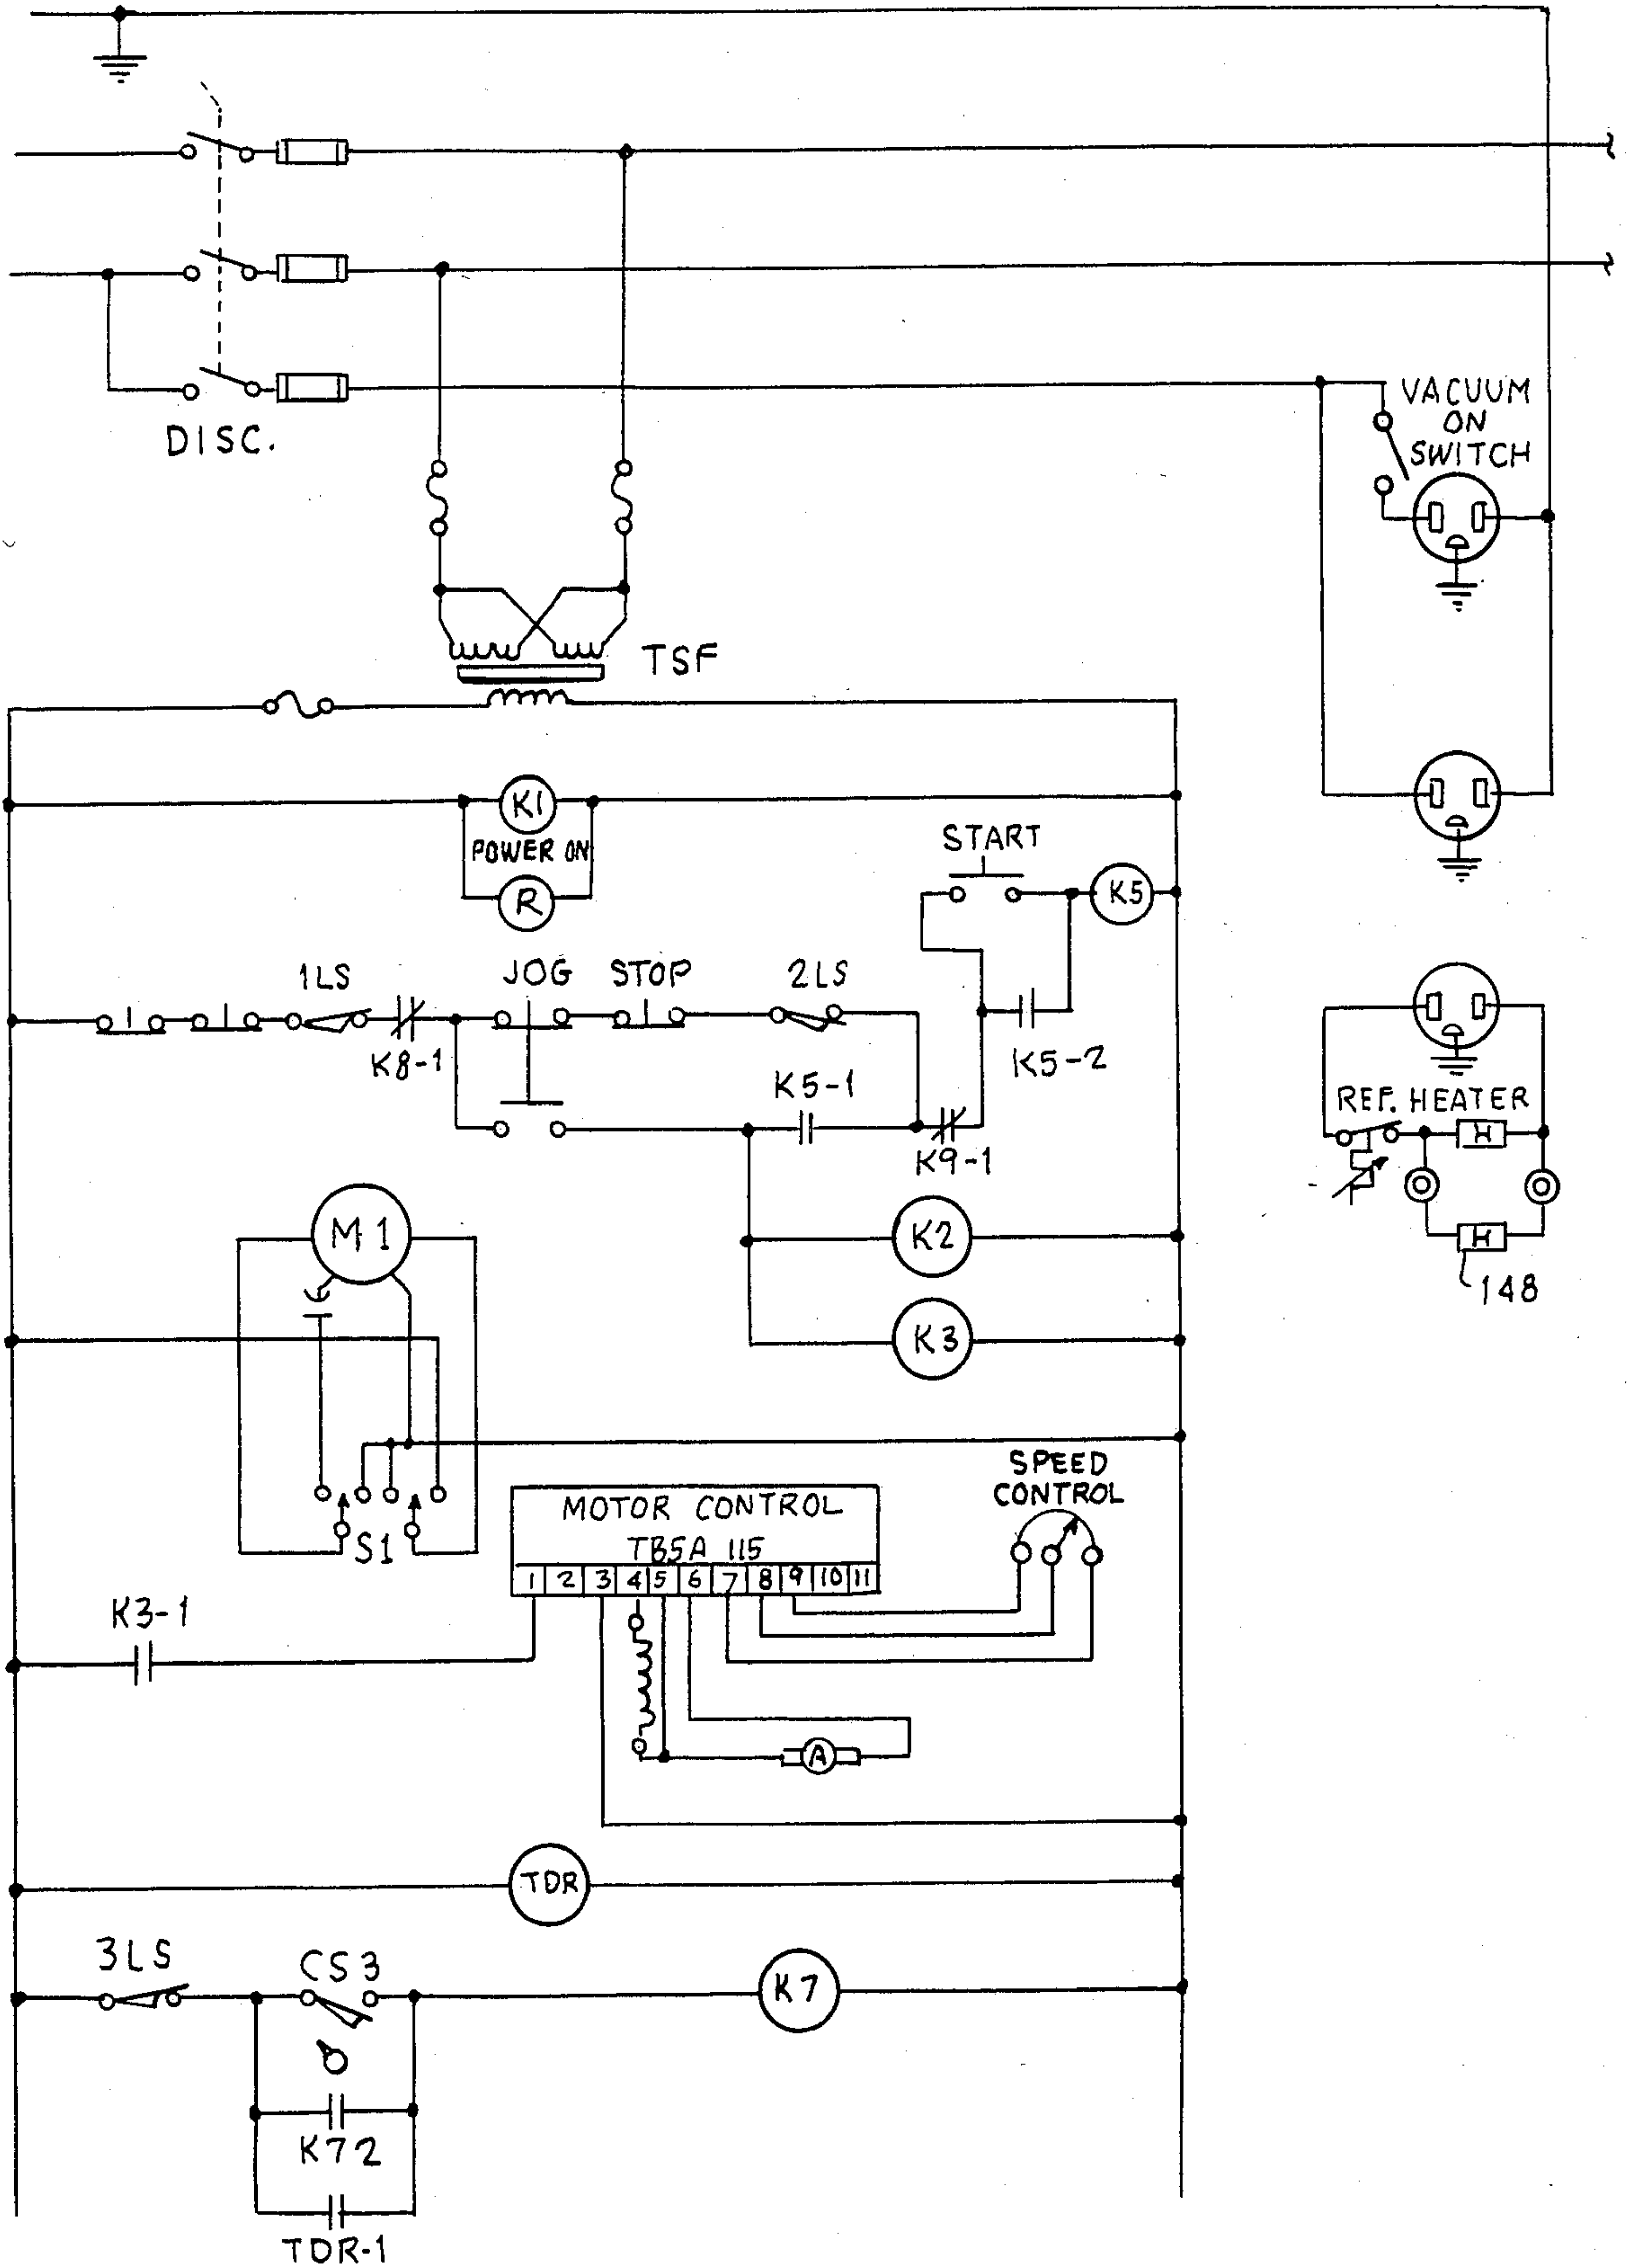 DISC.
VACUUM
ON
SWITCH
TSF
K1
POWER ON
R
START
K5
1LS
JOG
STOP
2LS
K8-1
K5-2
K5-1
K9-1
REF. HEATER
H
H
148
M1
K2
K3
S1
SPEED
CONTROL
MOTOR CONTROL
TB5A 115
1 2 3 4 5 6 7 8 9 10 11
K3-1
A
TDR
3LS
CS3
K7
K72
TDR-1